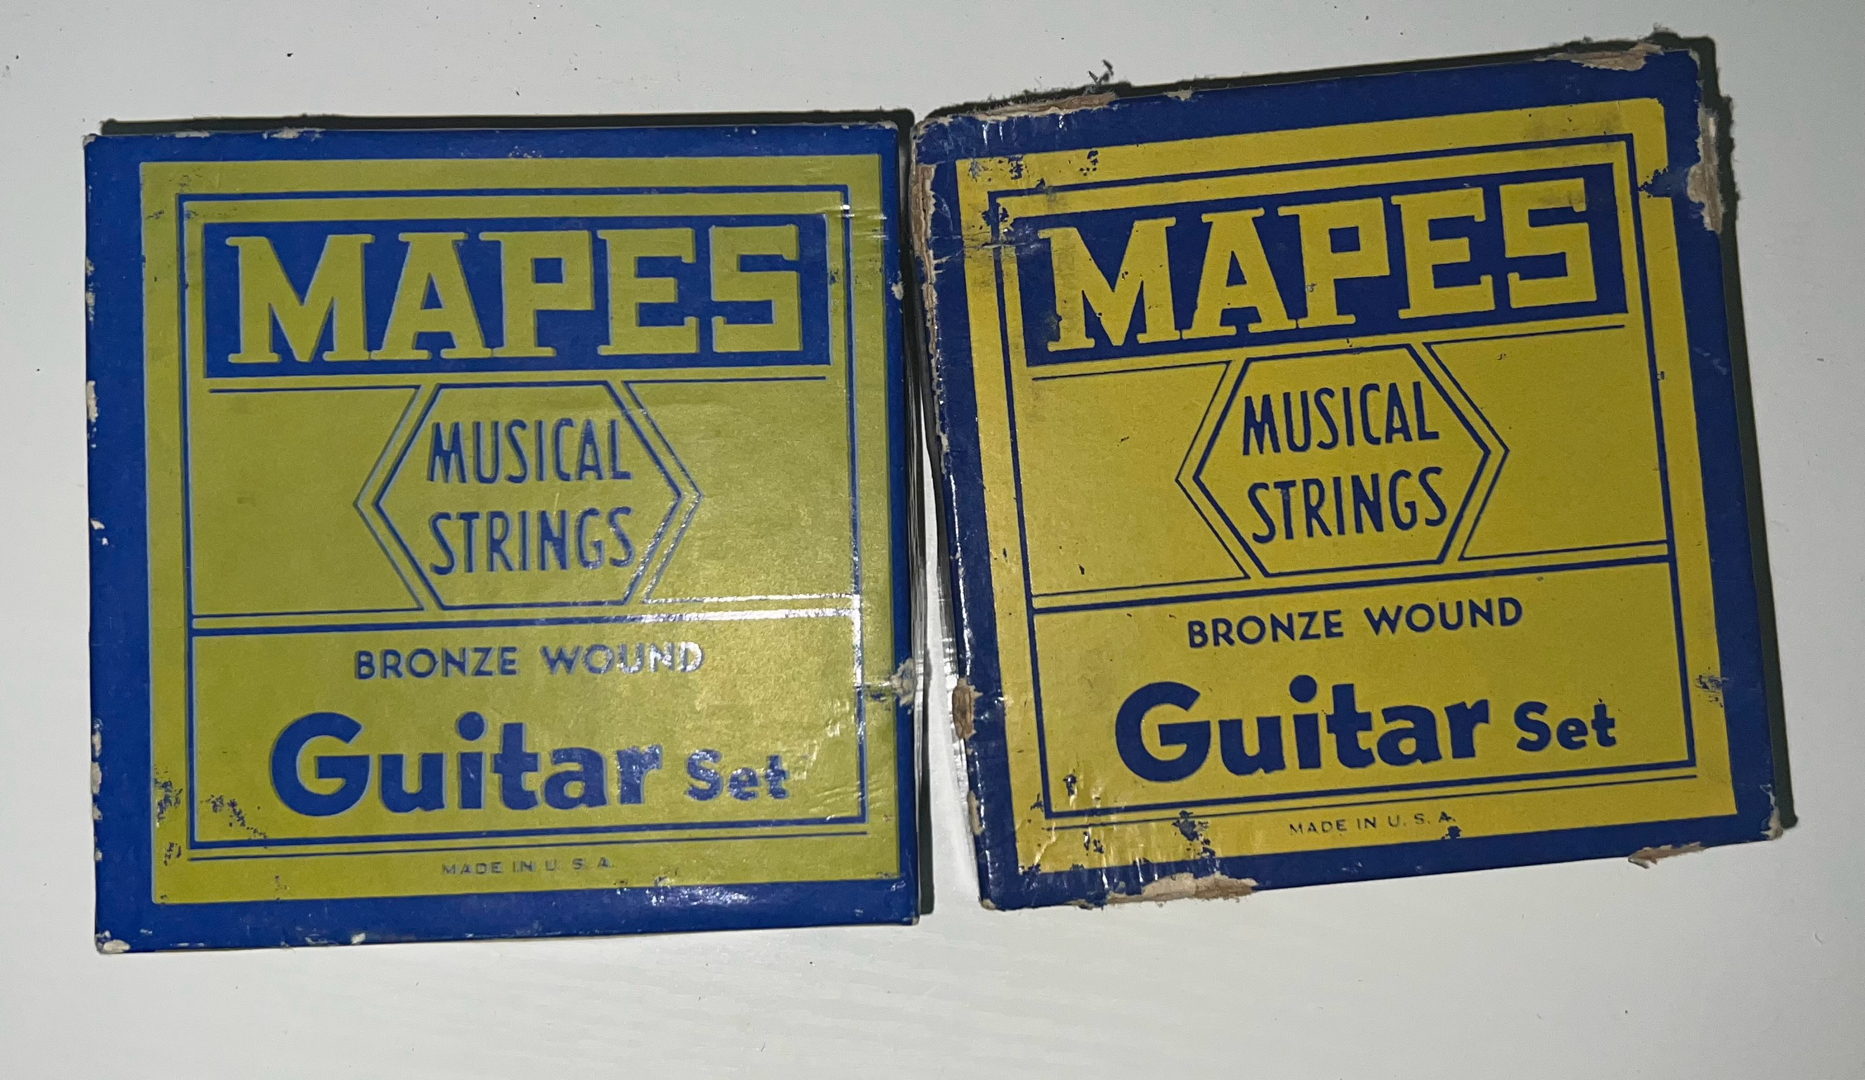 MAPES
MUSICAL
STRINGS
BRONZE WOUND
Guitar Set
MADE IN U. S. A.
MAPES
MUSICAL
STRINGS
BRONZE WOUND
Guitar Set
MADE IN U. S. A.